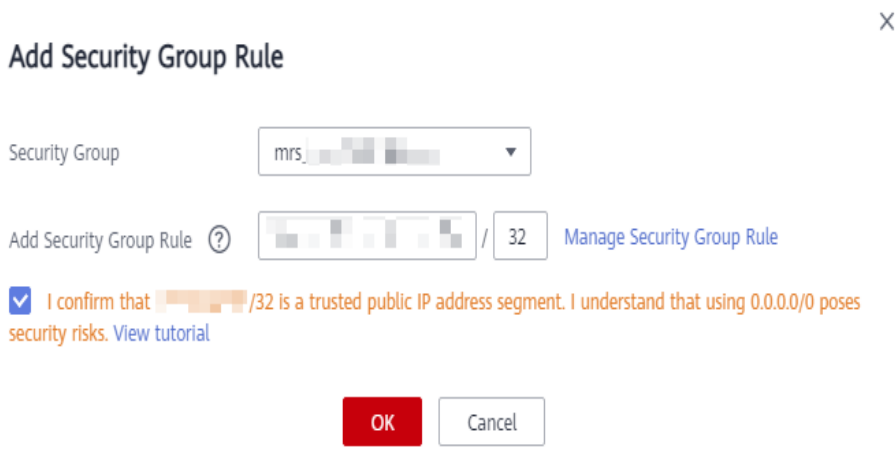 X
Add Security Group Rule
Security Group mrs_
Add Security Group Rule ? / 32 Manage Security Group Rule
I confirm that /32 is a trusted public IP address segment. I understand that using 0.0.0.0/0 poses
security risks. View tutorial
OK Cancel